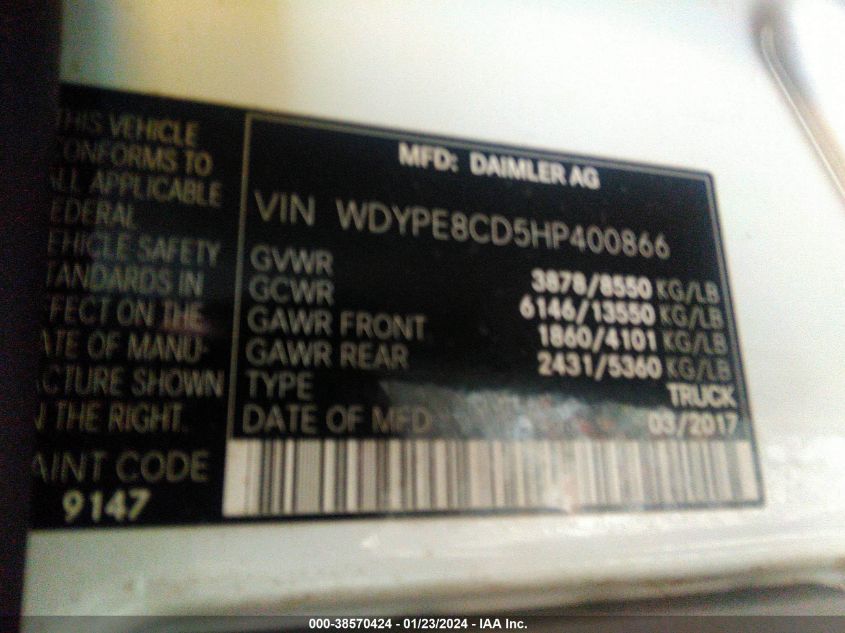 THIS VEHICLE
CONFORMS TO
ALL APPLICABLE
FEDERAL
VEHICLE SAFETY
STANDARDS IN
EFFECT ON THE
DATE OF MANU-
ACTURE SHOWN
IN THE RIGHT.
PAINT CODE
9147
MFD: DAIMLER AG
VIN WDYPE8CD5HP400866
GVWR 3878/8550 KG/LB
GCWR 6146/13550 KG/LB
GAWR FRONT 1860/4101 KG/LB
GAWR REAR 2431/5360 KG/LB
TYPE TRUCK
DATE OF MFD 03/2017
000-38570424 - 01/23/2024 - IAA Inc.